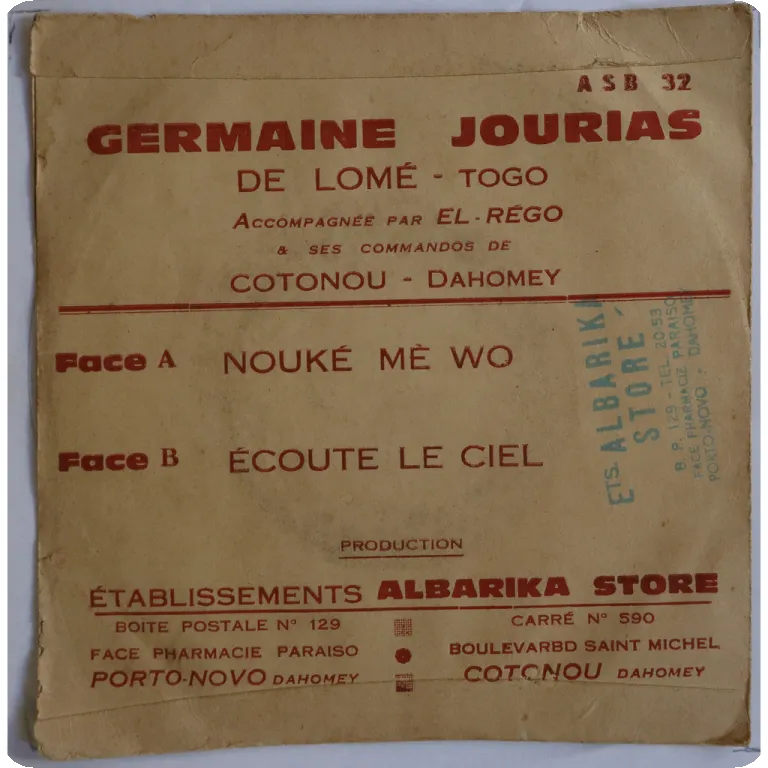 ASB 32
GERMAINE JOURIAS
DE LOMÉ - TOGO
ACCOMPAGNÉE PAR EL-RÉGO
& SES COMMANDOS DE
COTONOU - DAHOMEY
Face A NOUKÉ MÈ WO
Face B ÉCOUTE LE CIEL
ETS. ALBARIKA
STORE
B. P. 129 - TEL. 20-53
FACE PHARMACIE PARAISO
PORTO-NOVO - DAHOMEY
PRODUCTION
ÉTABLISSEMENTS ALBARIKA STORE
BOITE POSTALE N° 129
FACE PHARMACIE PARAISO
PORTO-NOVO DAHOMEY
CARRÉ N° 590
BOULEVARBD SAINT MICHEL
COTONOU DAHOMEY